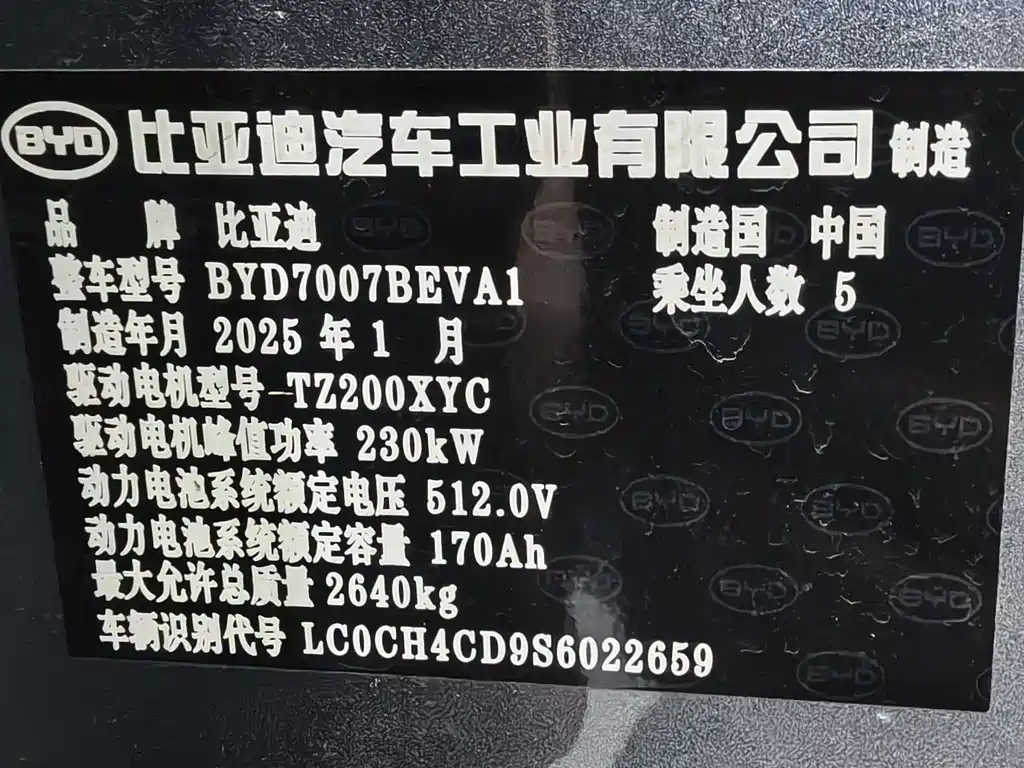 BYD 比亚迪汽车工业有限公司 制造
品 牌 比亚迪 制造国 中国
整车型号 BYD7007BEVA1 乘坐人数 5
制造年月 2025 年 1 月
驱动电机型号 -TZ200XYC
驱动电机峰值功率 230kW
动力电池系统额定电压 512.0V
动力电池系统额定容量 170Ah
最大允许总质量 2640kg
车辆识别代号 LC0CH4CD9S6022659